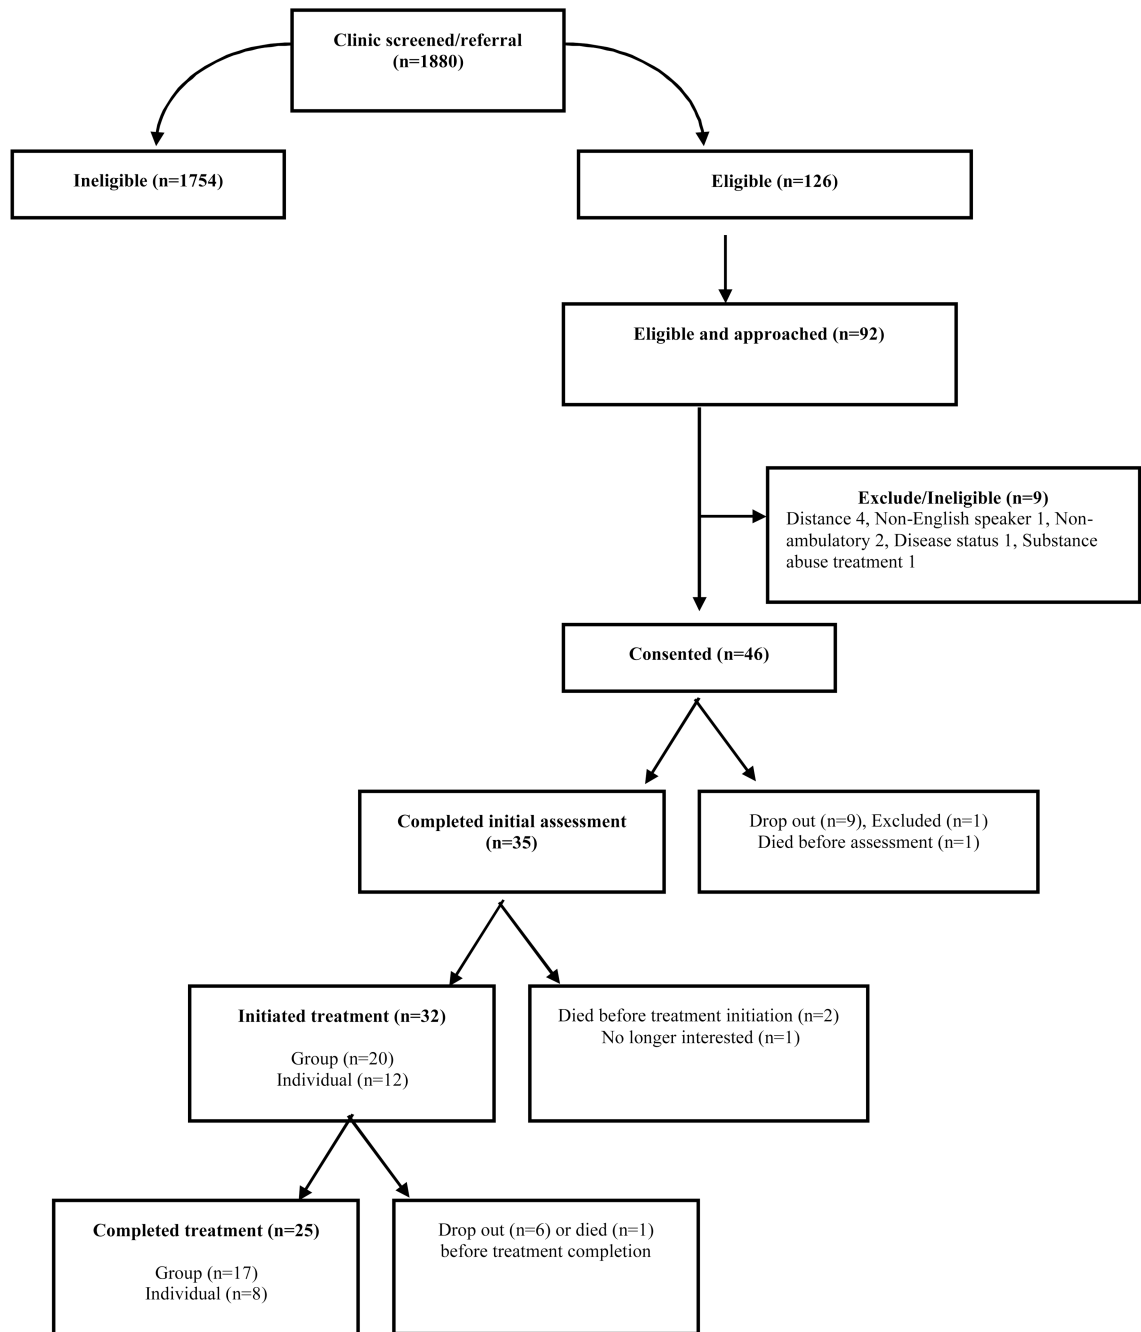 Clinic screened/referral
(n=1880)
Ineligible (n=1754)
Eligible (n=126)
Eligible and approached (n=92)
Exclude/Ineligible (n=9)
Distance 4, Non-English speaker 1, Non-
ambulatory 2, Disease status 1, Substance
abuse treatment 1
Consented (n=46)
Completed initial assessment
(n=35)
Drop out (n=9), Excluded (n=1)
Died before assessment (n=1)
Initiated treatment (n=32)
Group (n=20)
Individual (n=12)
Died before treatment initiation (n=2)
No longer interested (n=1)
Completed treatment (n=25)
Group (n=17)
Individual (n=8)
Drop out (n=6) or died (n=1)
before treatment completion